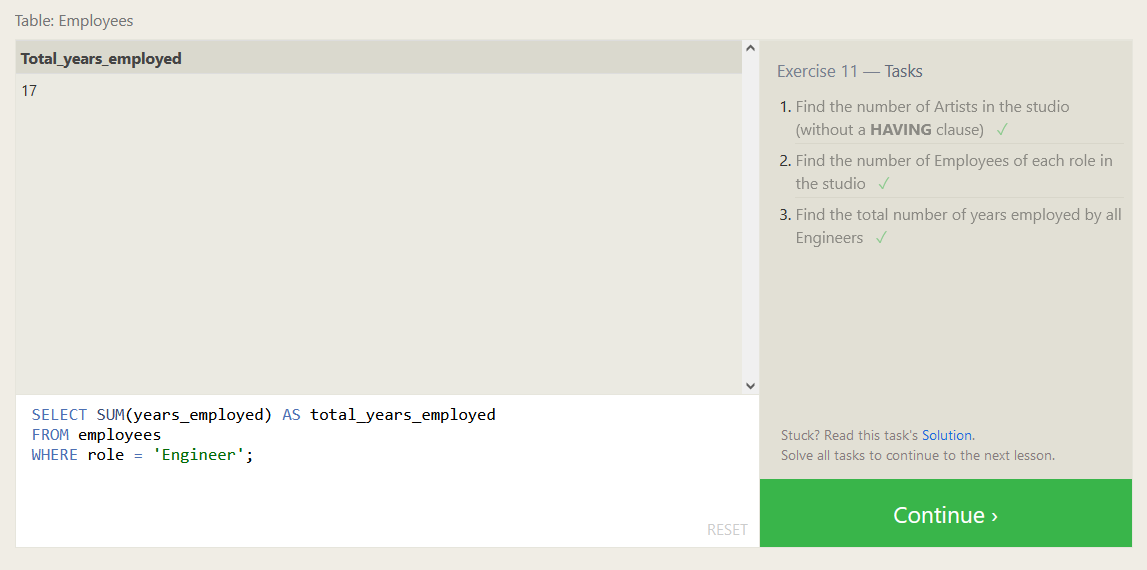 Table: Employees
Total_years_employed
17
SELECT SUM(years_employed) AS total_years_employed
FROM employees
WHERE role = 'Engineer';
RESET
Exercise 11 — Tasks
1. Find the number of Artists in the studio
(without a HAVING clause) ✓
2. Find the number of Employees of each role in
the studio ✓
3. Find the total number of years employed by all
Engineers ✓
Stuck? Read this task's Solution.
Solve all tasks to continue to the next lesson.
Continue ›